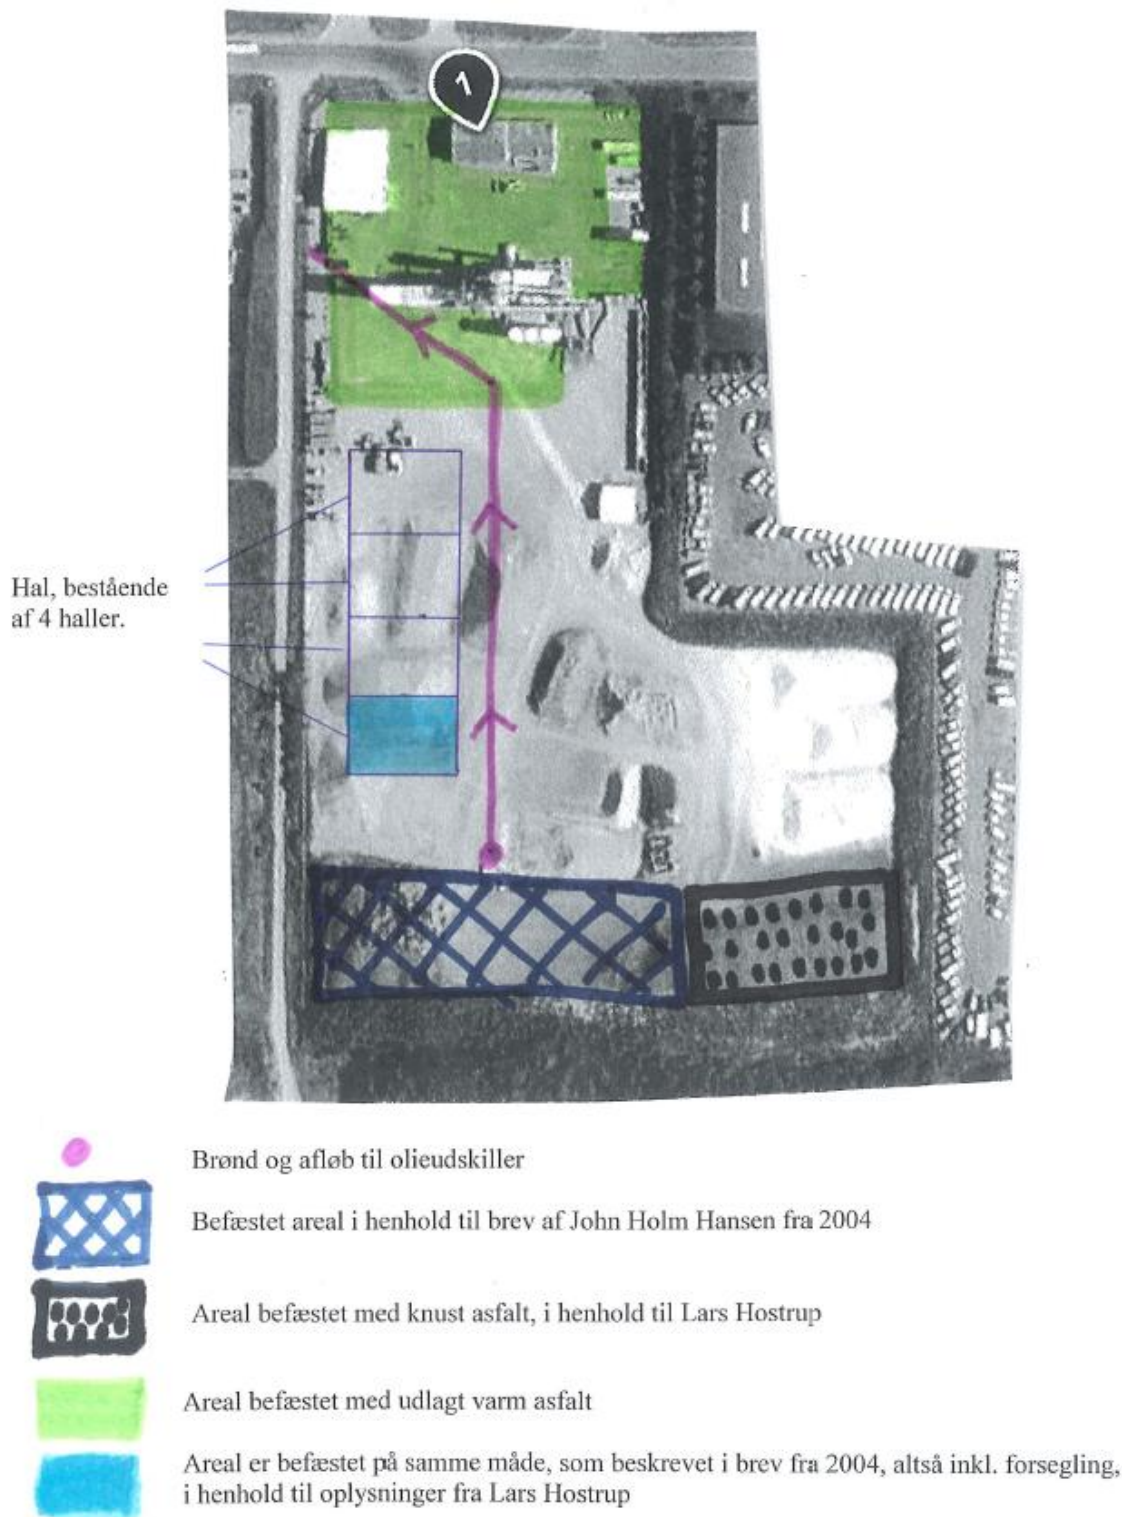 1
Hal, bestående
af 4 haller.
Brønd og afløb til olieudskiller
Befæstet areal i henhold til brev af John Holm Hansen fra 2004
Areal befæstet med knust asfalt, i henhold til Lars Hostrup
Areal befæstet med udlagt varm asfalt
Areal er befæstet på samme måde, som beskrevet i brev fra 2004, altså inkl. forsegling,
i henhold til oplysninger fra Lars Hostrup